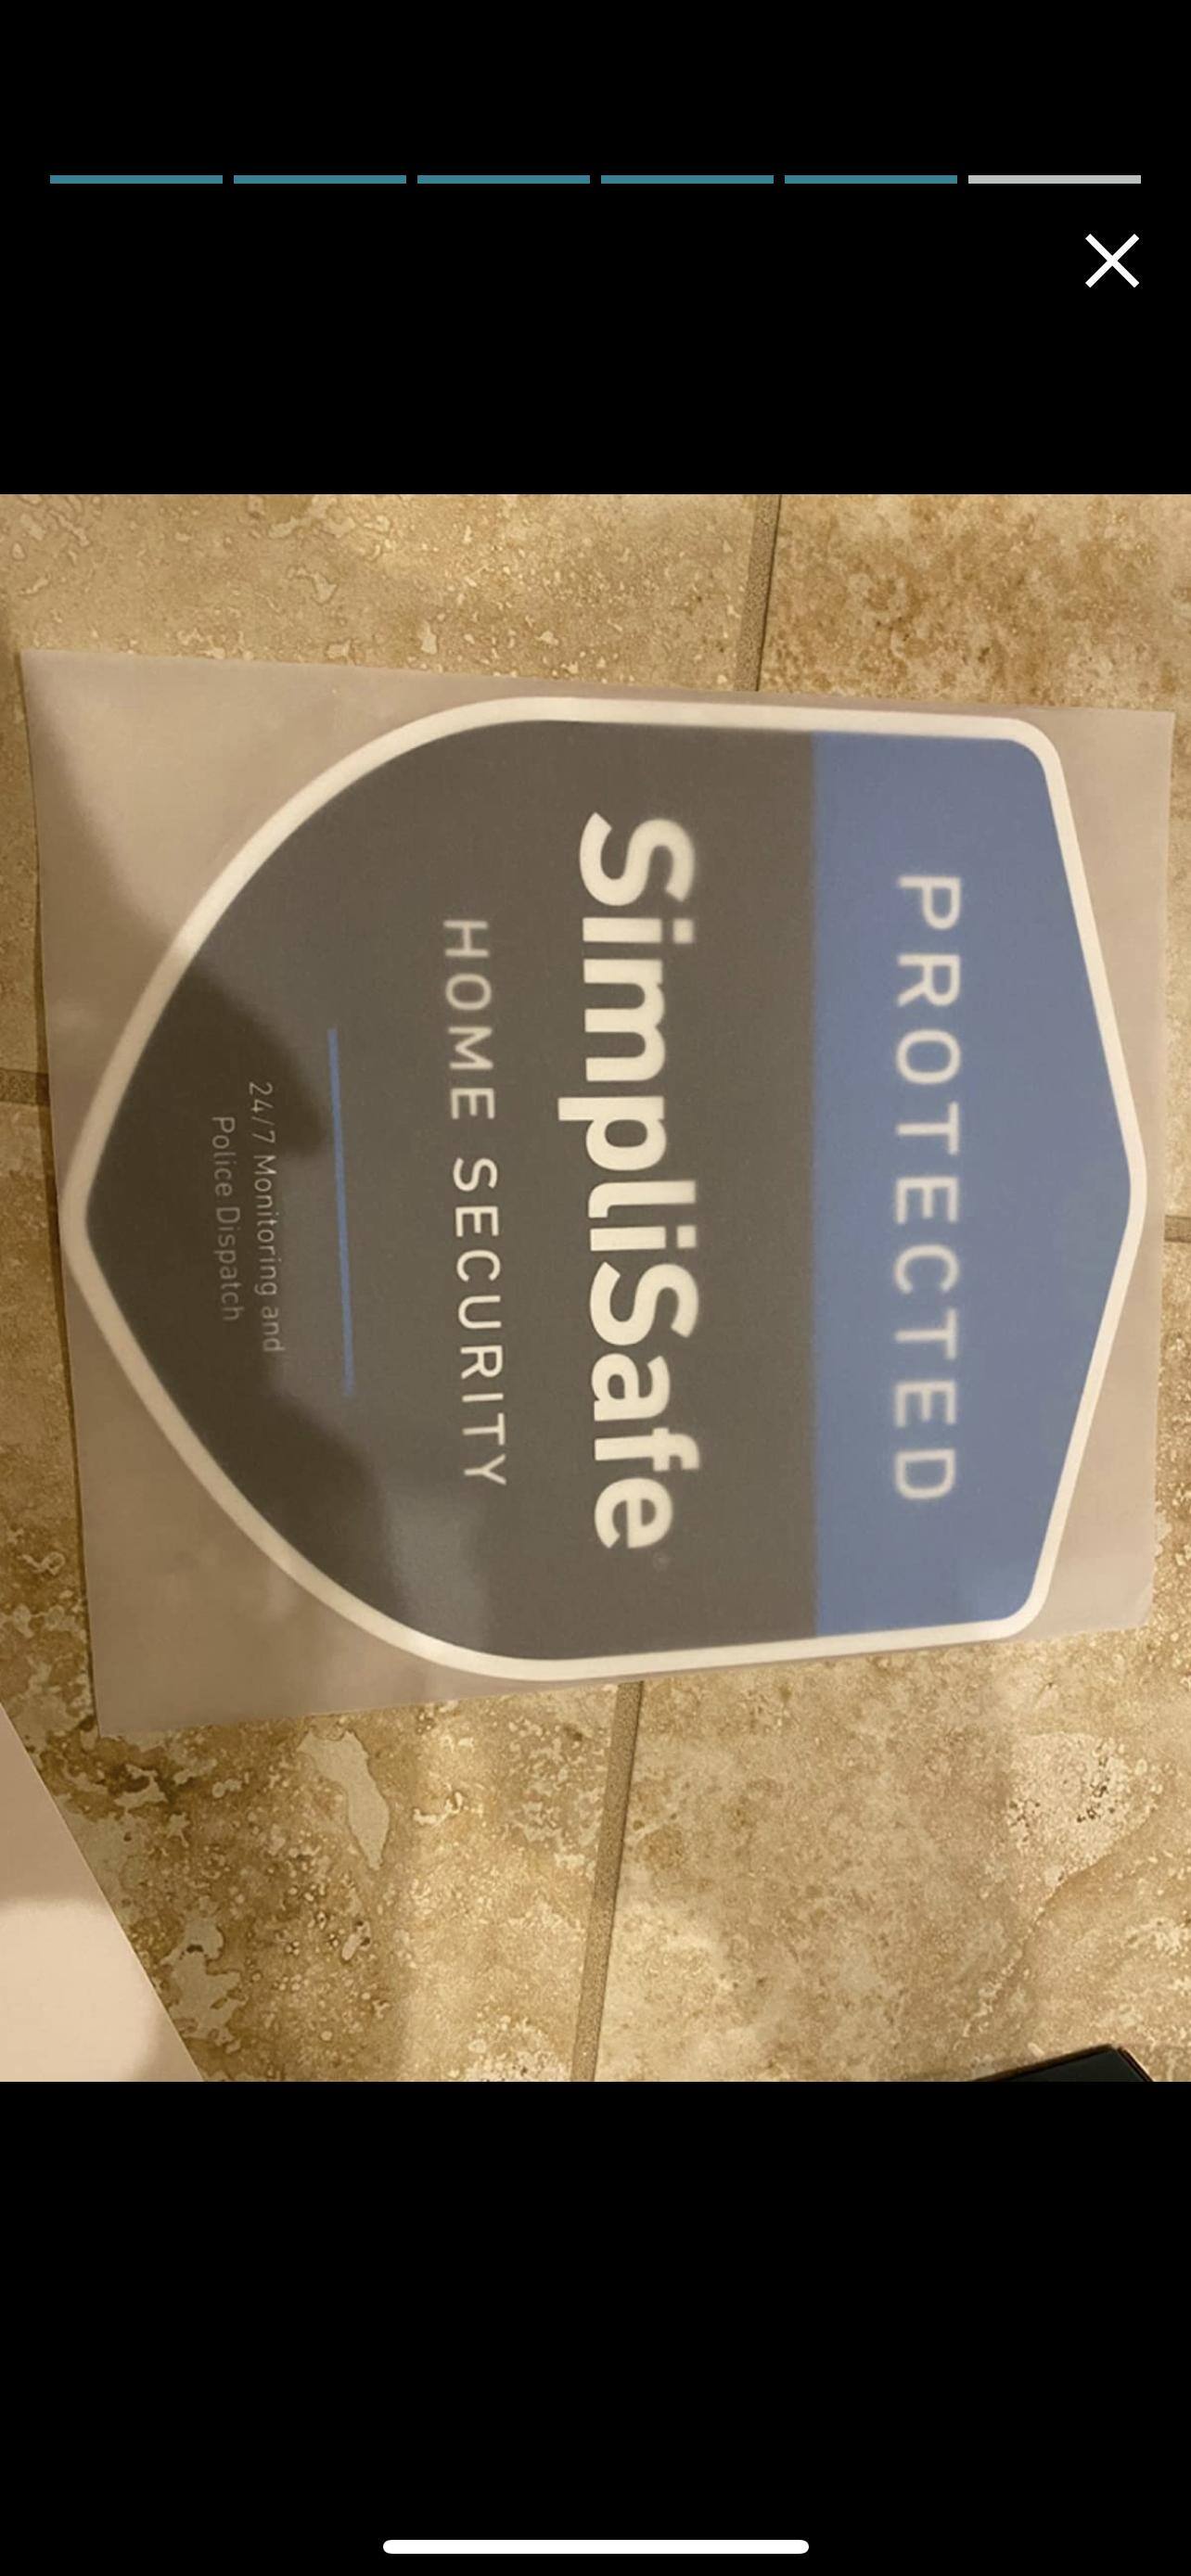 PROTECTED
SimpliSafe®
HOME SECURITY
24/7 Monitoring and
Police Dispatch